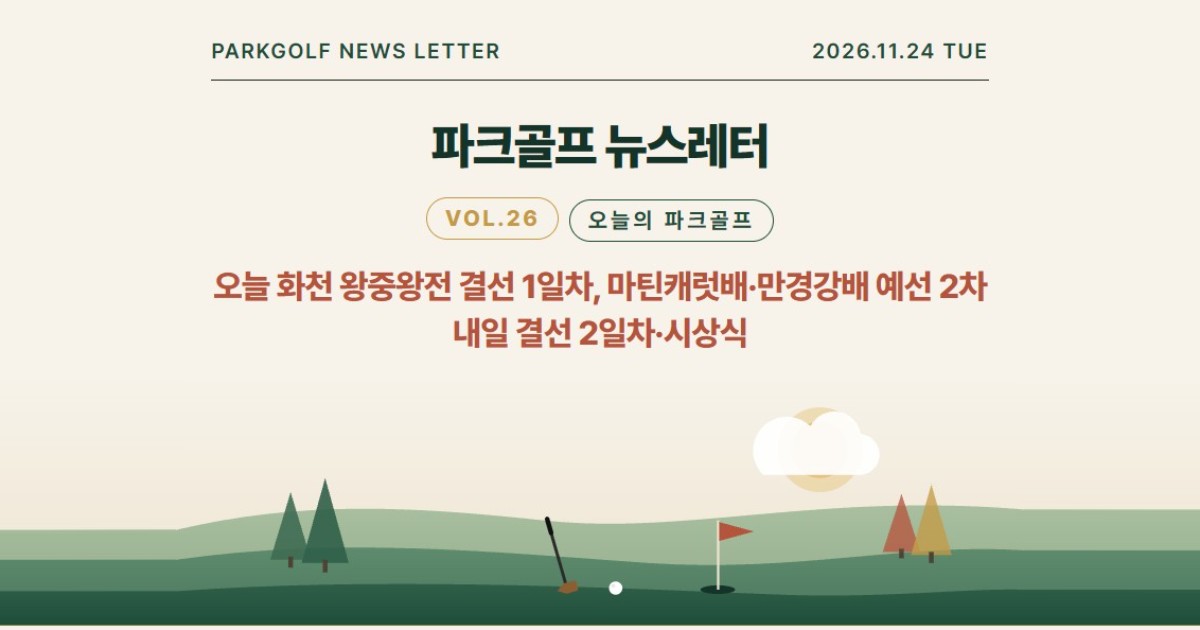 PARKGOLF NEWS LETTER
2026.11.24 TUE
파크골프 뉴스레터
VOL.26
오늘의 파크골프
오늘 화천 왕중왕전 결선 1일차, 마틴캐럿배·만경강배 예선 2차
내일 결선 2일차·시상식